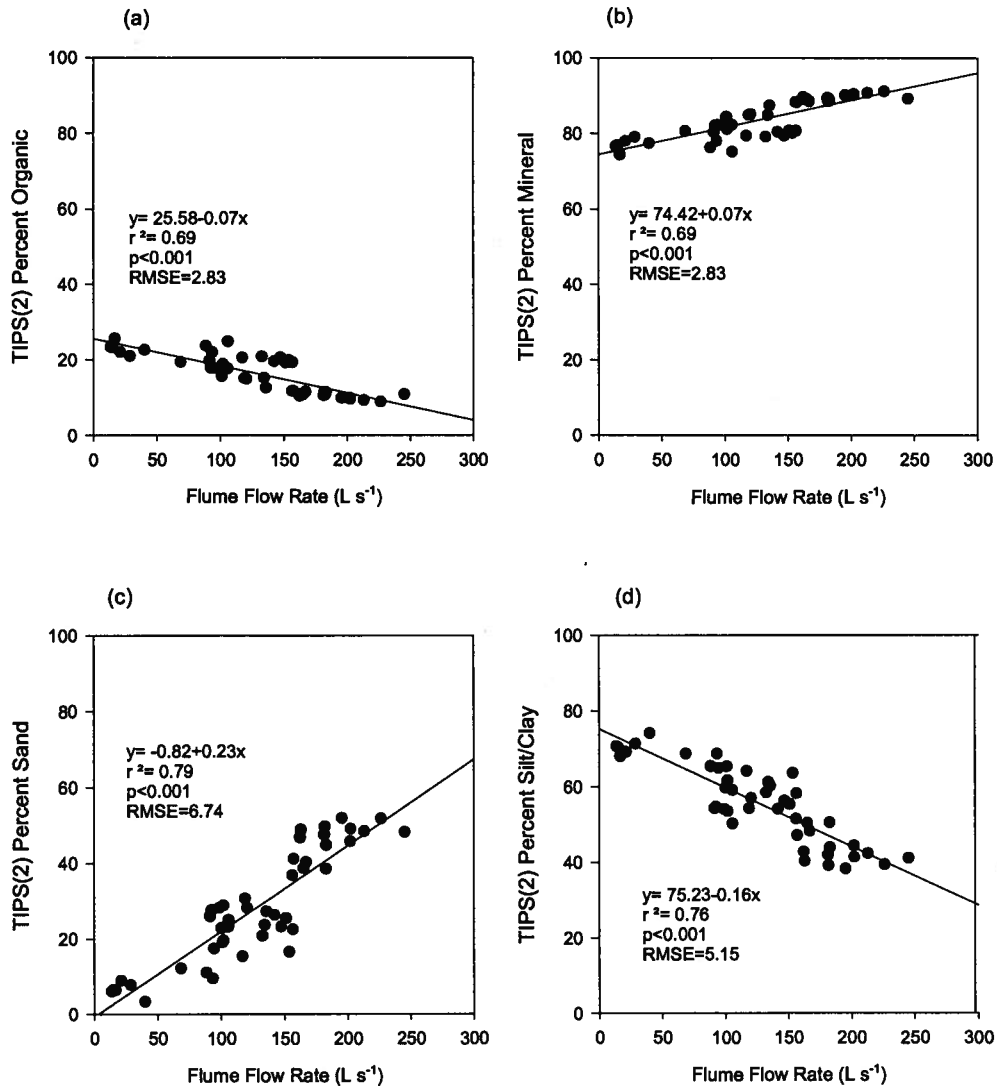 (a)
100
80
60
40
20
0
TIPS(2) Percent Organic
y= 25.58-0.07x
r ²= 0.69
p<0.001
RMSE=2.83
0 50 100 150 200 250 300
Flume Flow Rate (L s⁻¹)
(b)
100
80
60
40
20
0
TIPS(2) Percent Mineral
y= 74.42+0.07x
r ²= 0.69
p<0.001
RMSE=2.83
0 50 100 150 200 250 300
Flume Flow Rate (L s⁻¹)
(c)
100
80
60
40
20
0
TIPS(2) Percent Sand
y= -0.82+0.23x
r ²= 0.79
p<0.001
RMSE=6.74
0 50 100 150 200 250 300
Flume Flow Rate (L s⁻¹)
(d)
100
80
60
40
20
0
TIPS(2) Percent Silt/Clay
y= 75.23-0.16x
r ²= 0.76
p<0.001
RMSE=5.15
0 50 100 150 200 250 300
Flume Flow Rate (L s⁻¹)